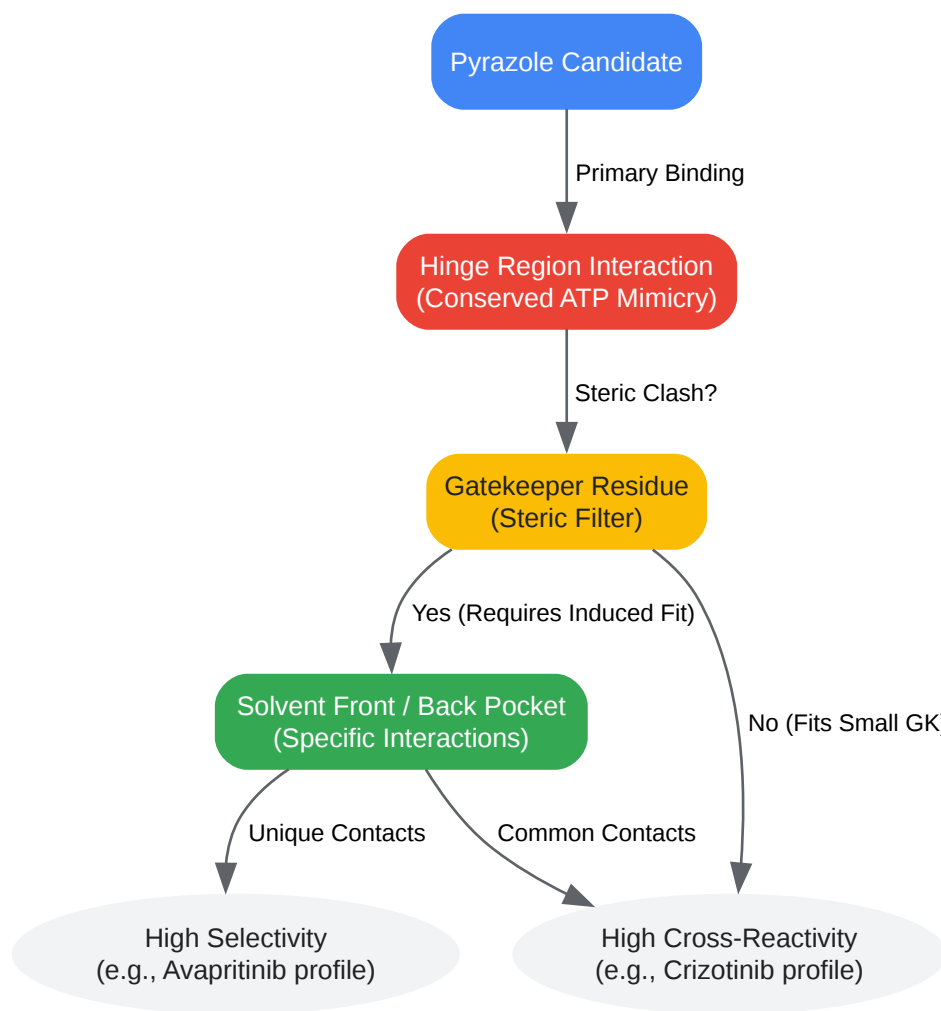 Pyrazole Candidate
Primary Binding
Hinge Region Interaction
(Conserved ATP Mimicry)
Steric Clash?
Gatekeeper Residue
(Steric Filter)
Yes (Requires Induced Fit)
Solvent Front / Back Pocket
(Specific Interactions)
No (Fits Small GK)
Unique Contacts
Common Contacts
High Selectivity
(e.g., Avapritinib profile)
High Cross-Reactivity
(e.g., Crizotinib profile)